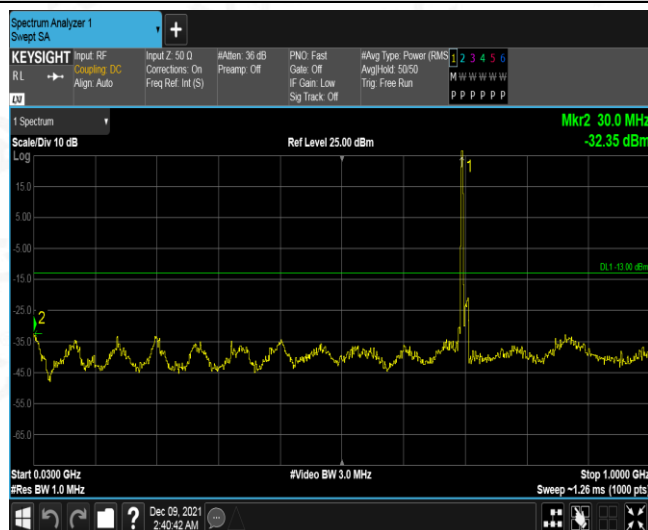 Spectrum Analyzer 1
Swept SA
+
KEYSIGHT Input: RF Input Z: 50 Ω #Atten: 36 dB PNO: Fast #Avg Type: Power (RMS 1 2 3 4 5 6
RL Coupling: DC Corrections: On Preamp: Off Gate: Off Avg|Hold: 50/50 M W W W W W
Align: Auto Freq Ref: Int (S) IF Gain: Low Trig: Free Run
Sig Track: Off P P P P P P
LXI
1 Spectrum Mkr2 30.0 MHz
Scale/Div 10 dB Ref Level 25.00 dBm -32.35 dBm
Log
1
15.0
5.00
-5.00
DL1 -13.00 dBm
-15.0
-25.0
2
-35.0
-45.0
-55.0
-65.0
Start 0.0300 GHz #Video BW 3.0 MHz Stop 1.0000 GHz
#Res BW 1.0 MHz Sweep ~1.26 ms (1000 pts)
? Dec 09, 2021
2:40:42 AM